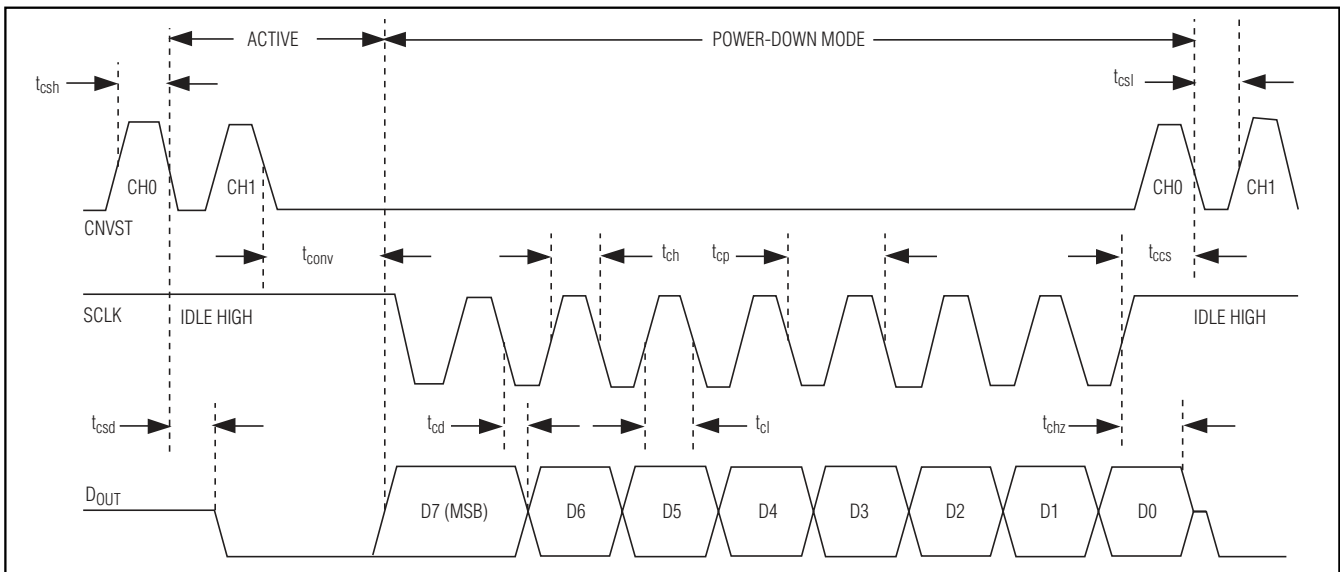 ACTIVE
POWER-DOWN MODE
tcsh
tcsl
CH0
CH1
CH0
CH1
CNVST
tconv
tch
tcp
tccs
SCLK
IDLE HIGH
IDLE HIGH
tcsd
tcd
tcl
tchz
DOUT
D7 (MSB)
D6
D5
D4
D3
D2
D1
D0